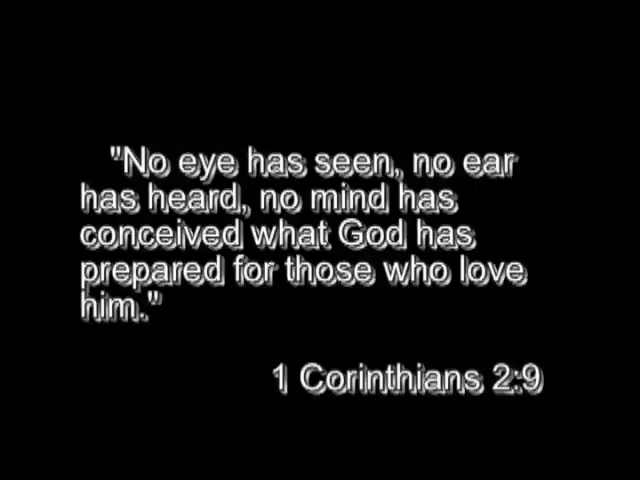 "No eye has seen, no ear
has heard, no mind has
conceived what God has
prepared for those who love
him."
1 Corinthians 2:9